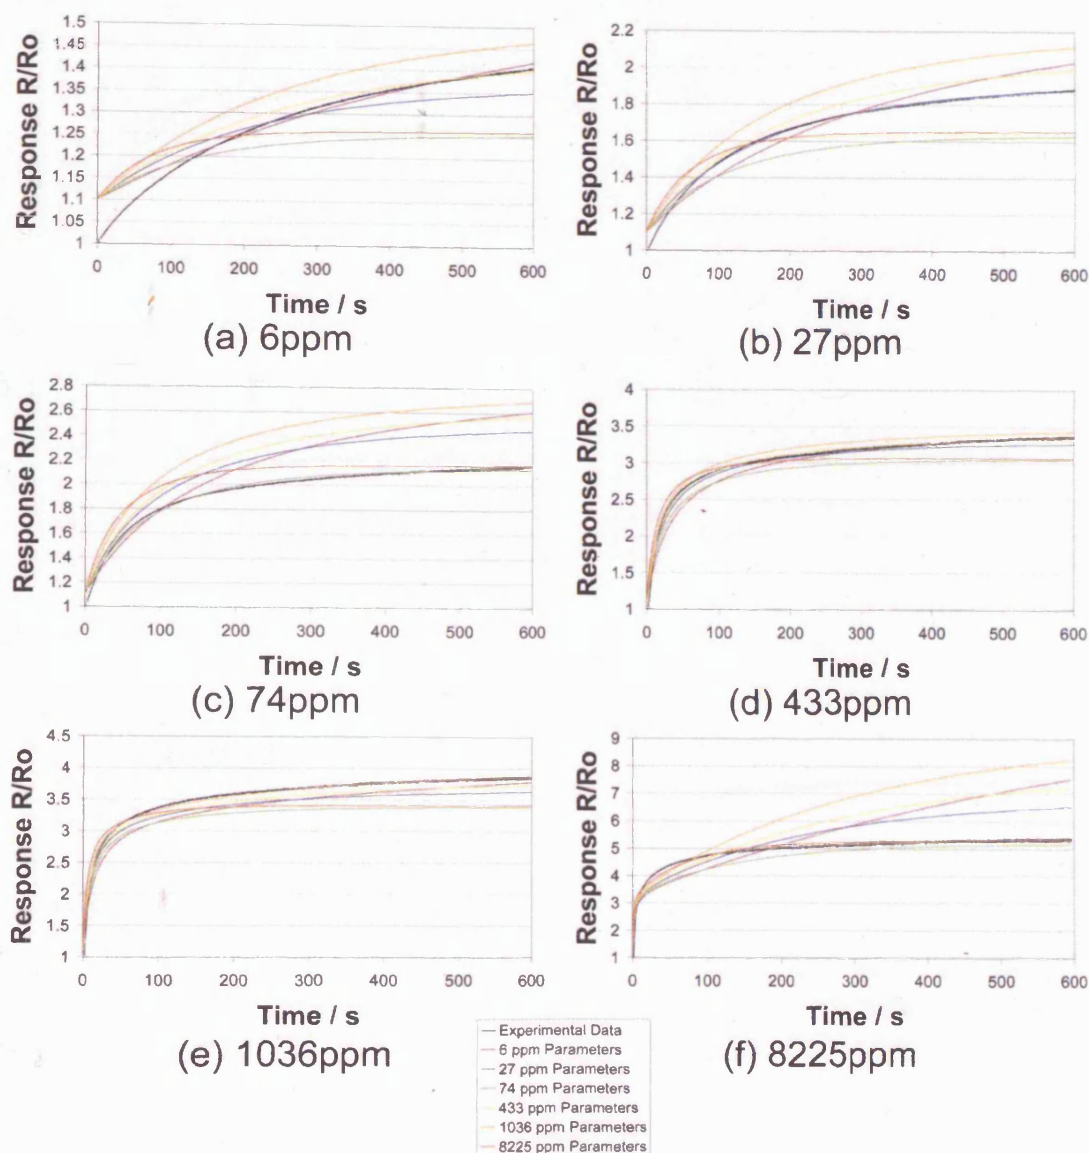 Response R/Ro
1.5
1.45
1.4
1.35
1.3
1.25
1.2
1.15
1.1
1.05
1
0 100 200 300 400 500 600
Time / s
(a) 6ppm
Response R/Ro
2.2
2
1.8
1.6
1.4
1.2
1
0 100 200 300 400 500 600
Time / s
(b) 27ppm
Response R/Ro
2.8
2.6
2.4
2.2
2
1.8
1.6
1.4
1.2
1
0 100 200 300 400 500 600
Time / s
(c) 74ppm
Response R/Ro
4
3.5
3
2.5
2
1.5
1
0 100 200 300 400 500 600
Time / s
(d) 433ppm
Response R/Ro
4.5
4
3.5
3
2.5
2
1.5
1
0 100 200 300 400 500 600
Time / s
(e) 1036ppm
Response R/Ro
9
8
7
6
5
4
3
2
1
0 100 200 300 400 500 600
Time / s
(f) 8225ppm
Experimental Data
6 ppm Parameters
27 ppm Parameters
74 ppm Parameters
433 ppm Parameters
1036 ppm Parameters
8225 ppm Parameters